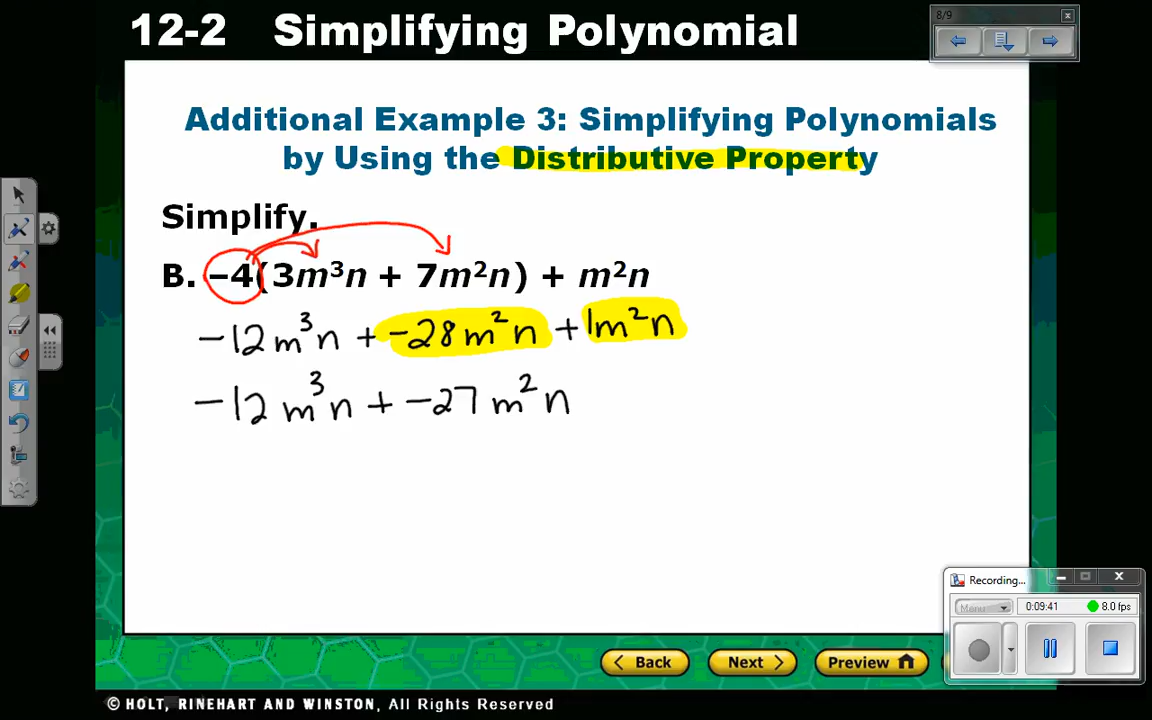 12-2 Simplifying Polynomial
8/9
Additional Example 3: Simplifying Polynomials
by Using the Distributive Property
Simplify.
B. −4(3m³n + 7m²n) + m²n
−12m³n + −28m²n + 1m²n
−12m³n + −27m²n
Recording...
Menu
0:09:41
8.0 fps
Back
Next
Preview
© HOLT, RINEHART AND WINSTON, All Rights Reserved